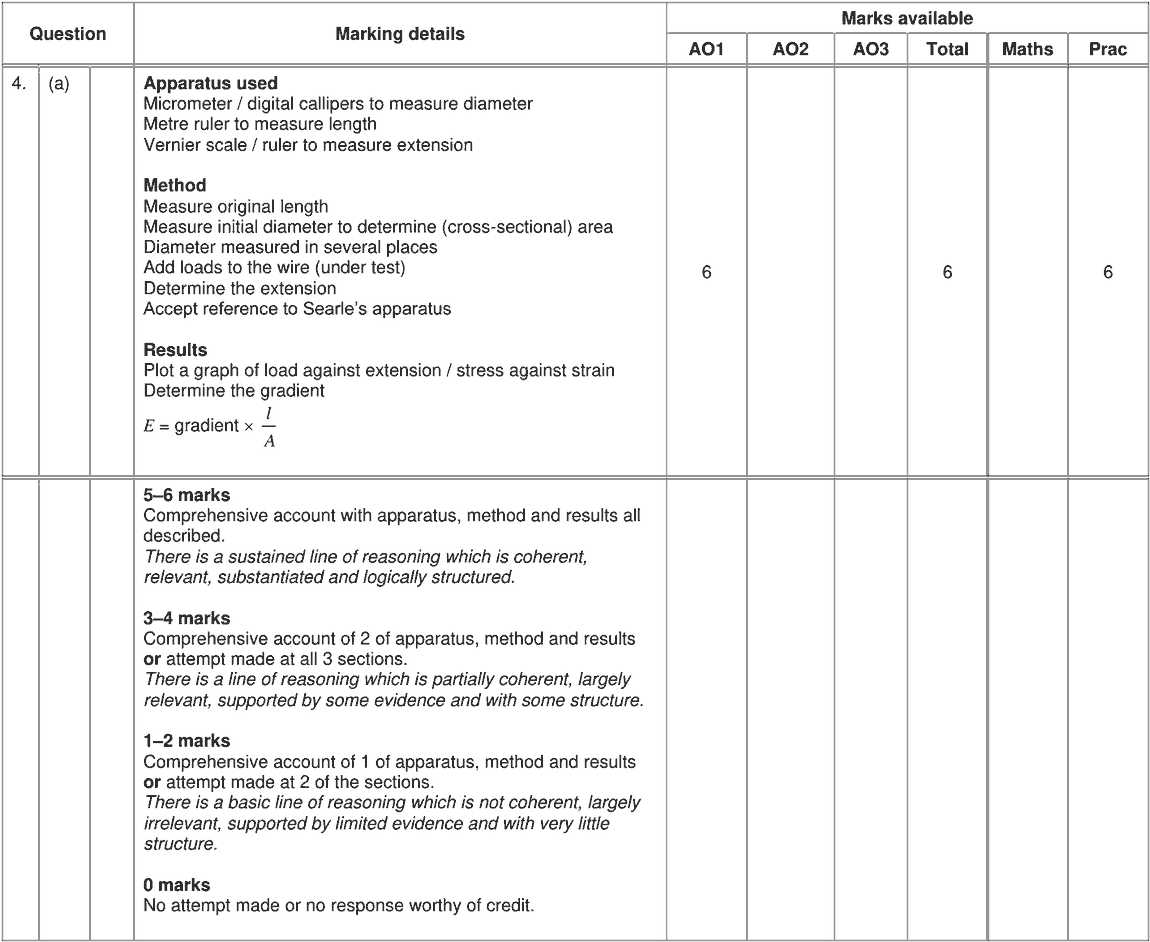 Question Marking details Marks available
AO1 AO2 AO3 Total Maths Prac
4. (a) Apparatus used
Micrometer / digital callipers to measure diameter
Metre ruler to measure length
Vernier scale / ruler to measure extension
Method
Measure original length
Measure initial diameter to determine (cross-sectional) area
Diameter measured in several places
Add loads to the wire (under test)
6 6 6
Determine the extension
Accept reference to Searle's apparatus
Results
Plot a graph of load against extension / stress against strain
Determine the gradient
E = gradient × l/A
5–6 marks
Comprehensive account with apparatus, method and results all
described.
There is a sustained line of reasoning which is coherent,
relevant, substantiated and logically structured.
3–4 marks
Comprehensive account of 2 of apparatus, method and results
or attempt made at all 3 sections.
There is a line of reasoning which is partially coherent, largely
relevant, supported by some evidence and with some structure.
1–2 marks
Comprehensive account of 1 of apparatus, method and results
or attempt made at 2 of the sections.
There is a basic line of reasoning which is not coherent, largely
irrelevant, supported by limited evidence and with very little
structure.
0 marks
No attempt made or no response worthy of credit.